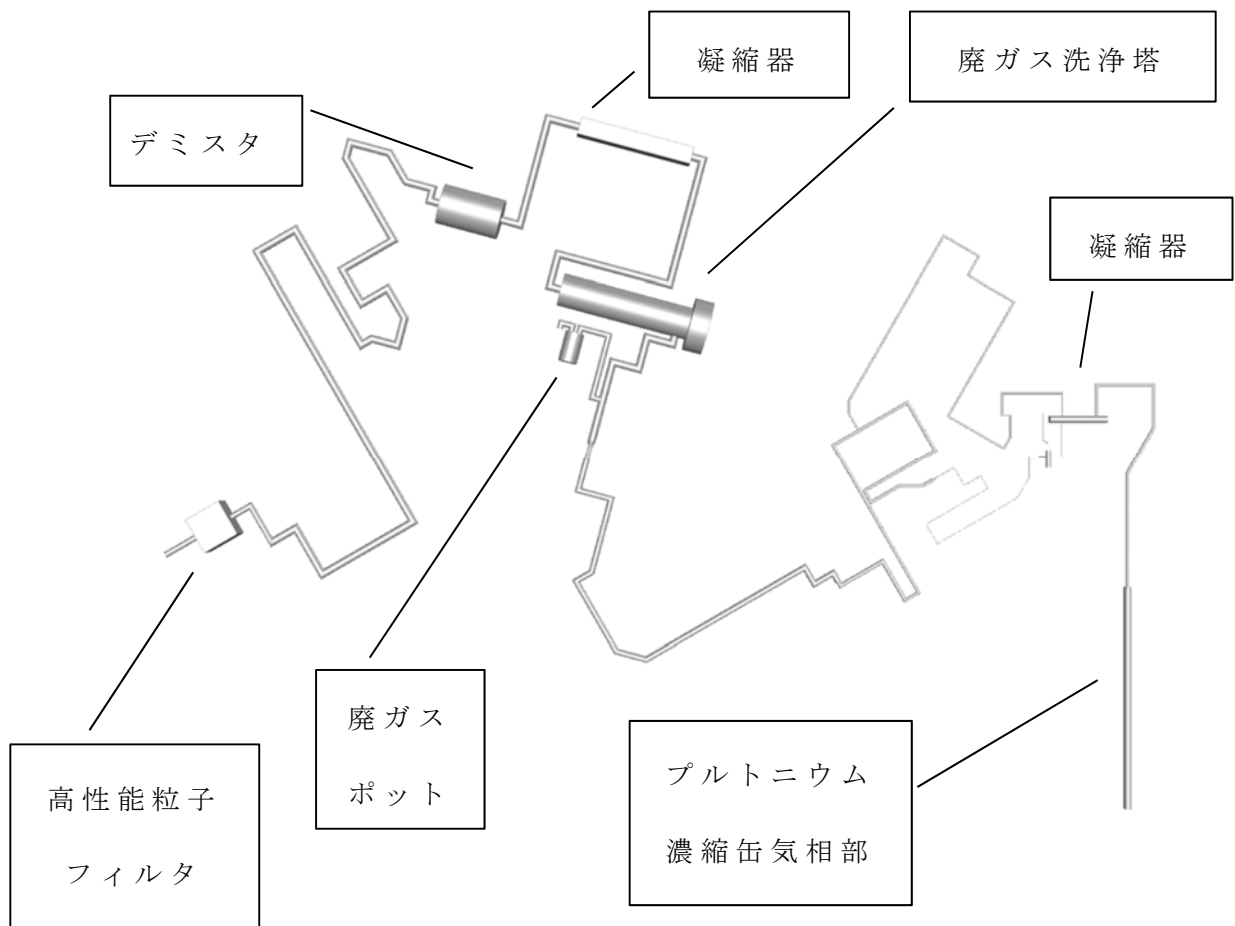 凝縮器
廃ガス洗浄塔
デミスタ
凝縮器
廃ガス
ポット
プルトニウム
濃縮缶気相部
高性能粒子
フィルタ